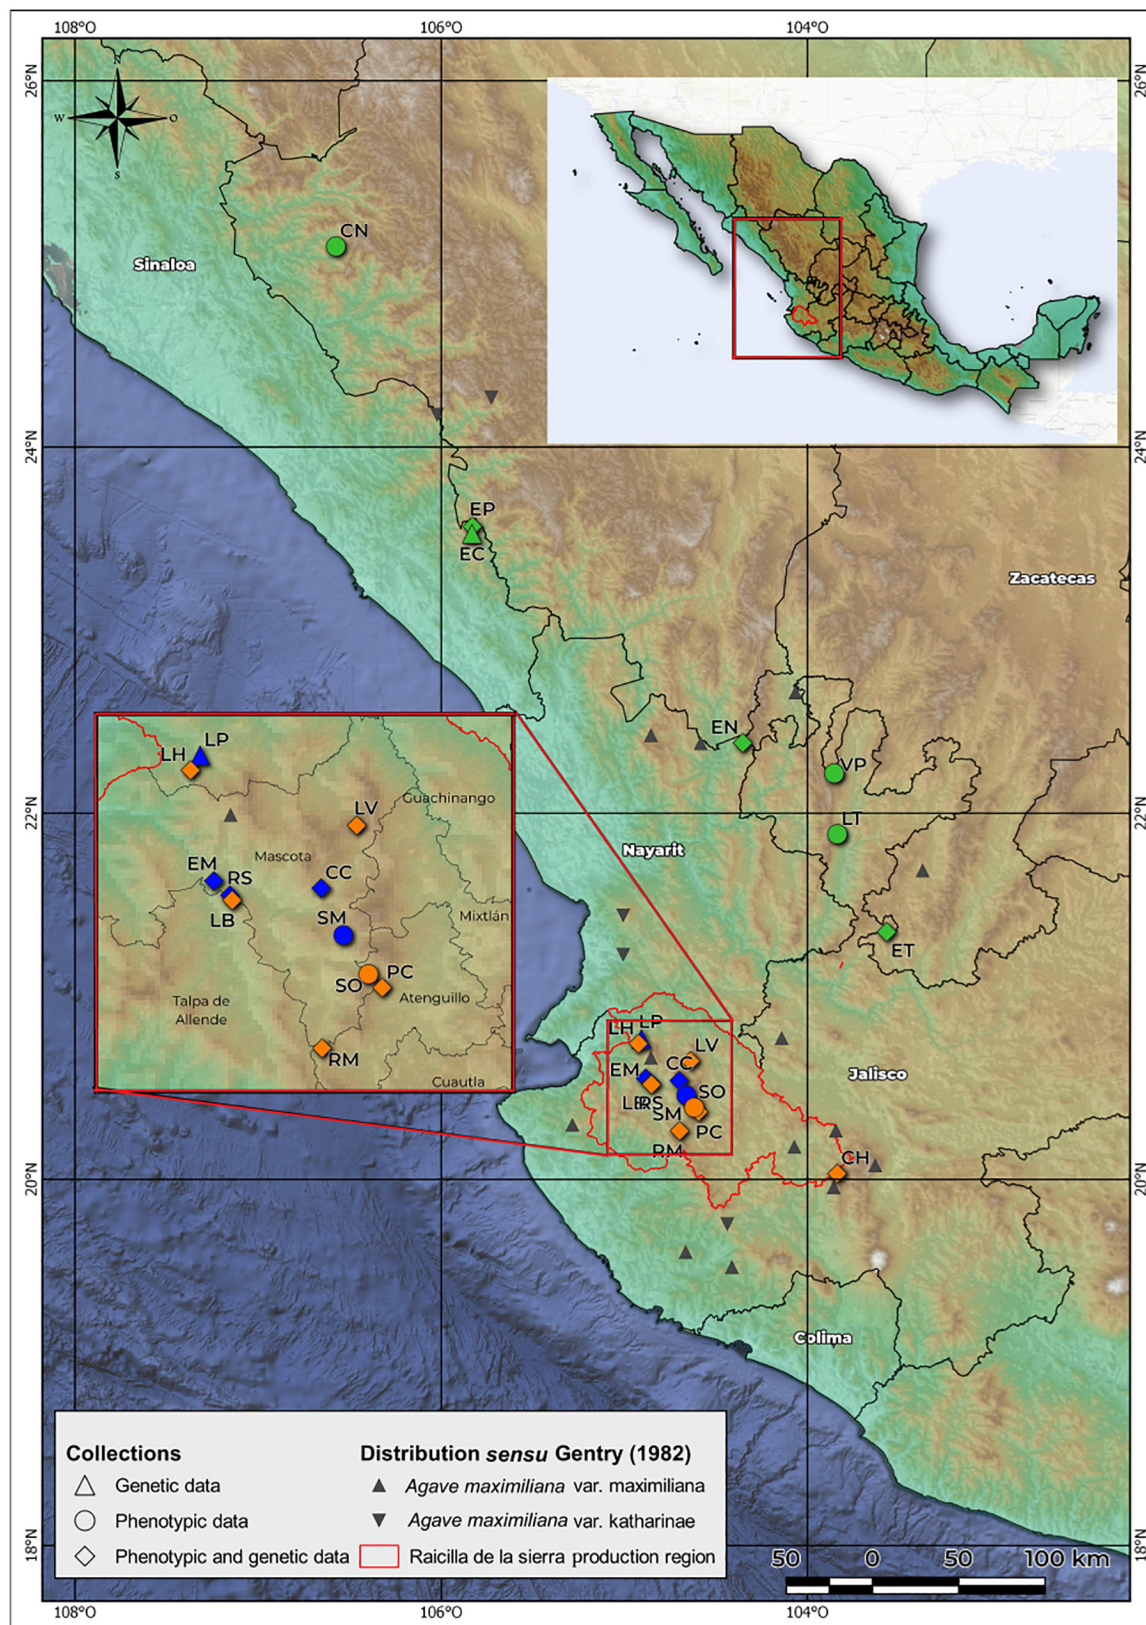 108°O
106°O
104°O
26°N
26°N
N
W
O
S
CN
Sinaloa
24°N
24°N
EP
EC
Zacatecas
EN
VP
LT
22°N
22°N
Nayarit
ET
LP
LH
LV
Guachinango
Mascota
EM
RS
CC
LB
SM
Mixtlán
SO
PC
Talpa de
Allende
Atenguillo
RM
Cuautla
LH
LP
LV
EM
CC
LB
RS
SM
SO
PC
RM
Jalisco
CH
20°N
20°N
Colima
Collections
Genetic data
Phenotypic data
Phenotypic and genetic data
Distribution sensu Gentry (1982)
Agave maximiliana var. maximiliana
Agave maximiliana var. katharinae
Raicilla de la sierra production region
18°N
18°N
50 0 50 100 km
108°O
106°O
104°O